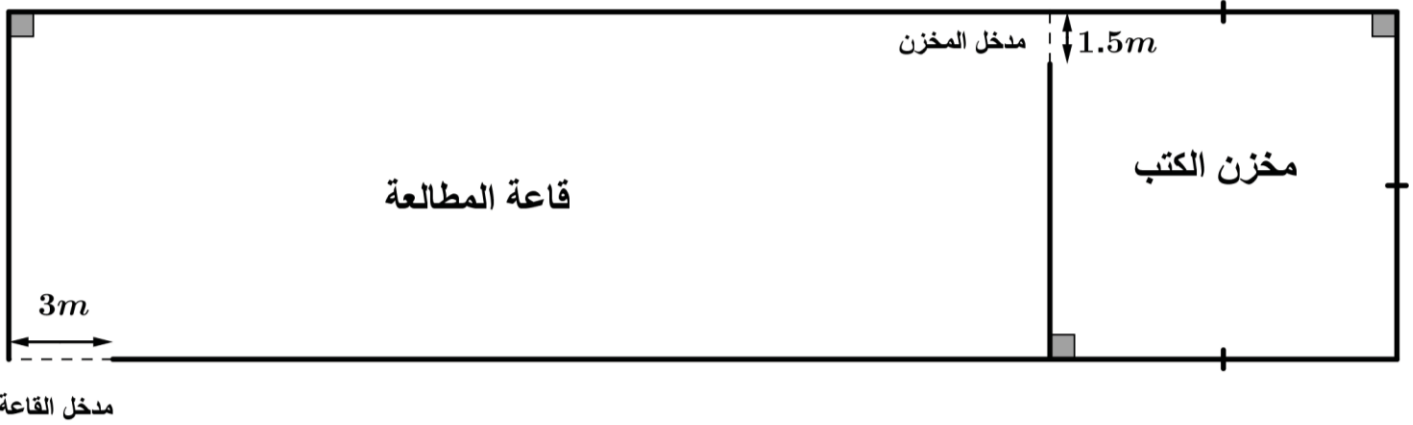 مدخل المخزن
1.5m
مخزن الكتب
قاعة المطالعة
3m
مدخل القاعة